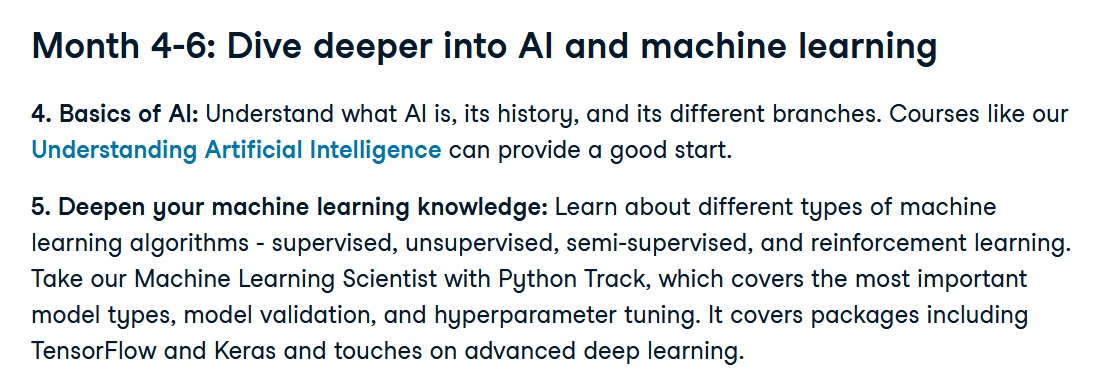 Month 4-6: Dive deeper into AI and machine learning
4. Basics of AI: Understand what AI is, its history, and its different branches. Courses like our
Understanding Artificial Intelligence can provide a good start.
5. Deepen your machine learning knowledge: Learn about different types of machine
learning algorithms - supervised, unsupervised, semi-supervised, and reinforcement learning.
Take our Machine Learning Scientist with Python Track, which covers the most important
model types, model validation, and hyperparameter tuning. It covers packages including
TensorFlow and Keras and touches on advanced deep learning.